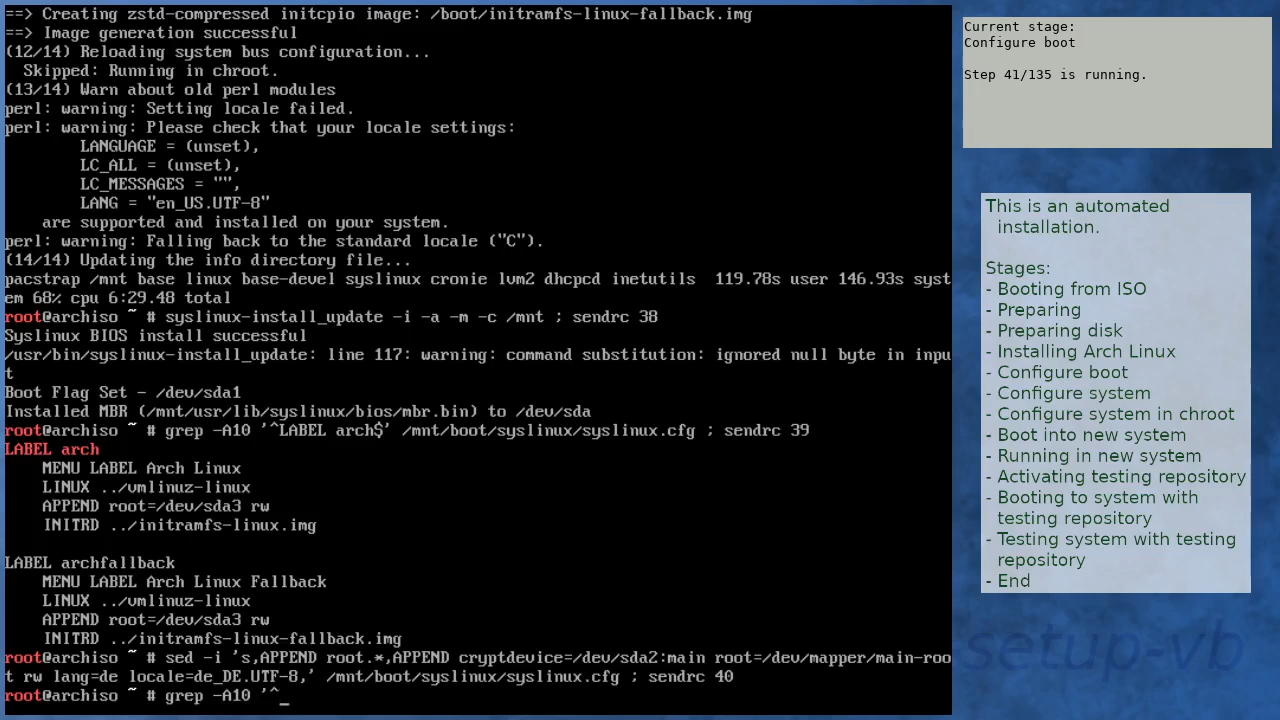 ==> Creating zstd-compressed initcpio image: /boot/initramfs-linux-fallback.img
==> Image generation successful
(12/14) Reloading system bus configuration...
  Skipped: Running in chroot.
(13/14) Warn about old perl modules
perl: warning: Setting locale failed.
perl: warning: Please check that your locale settings:
        LANGUAGE = (unset),
        LC_ALL = (unset),
        LC_MESSAGES = "",
        LANG = "en_US.UTF-8"
    are supported and installed on your system.
perl: warning: Falling back to the standard locale ("C").
(14/14) Updating the info directory file...
pacstrap /mnt base linux base-devel syslinux cronie lvm2 dhcpcd inetutils  119.78s user 146.93s syst
em 68% cpu 6:29.48 total
root@archiso ~ # syslinux-install_update -i -a -m -c /mnt ; sendrc 38
Syslinux BIOS install successful
/usr/bin/syslinux-install_update: line 117: warning: command substitution: ignored null byte in inpu
t
Boot Flag Set - /dev/sda1
Installed MBR (/mnt/usr/lib/syslinux/bios/mbr.bin) to /dev/sda
root@archiso ~ # grep -A10 '^LABEL arch$' /mnt/boot/syslinux/syslinux.cfg ; sendrc 39
LABEL arch
    MENU LABEL Arch Linux
    LINUX ../vmlinuz-linux
    APPEND root=/dev/sda3 rw
    INITRD ../initramfs-linux.img

LABEL archfallback
    MENU LABEL Arch Linux Fallback
    LINUX ../vmlinuz-linux
    APPEND root=/dev/sda3 rw
    INITRD ../initramfs-linux-fallback.img
root@archiso ~ # sed -i 's,APPEND root.*,APPEND cryptdevice=/dev/sda2:main root=/dev/mapper/main-roo
t rw lang=de locale=de_DE.UTF-8,' /mnt/boot/syslinux/syslinux.cfg ; sendrc 40
root@archiso ~ # grep -A10 '^_
Current stage:
Configure boot

Step 41/135 is running.
This is an automated
installation.

Stages:
- Booting from ISO
- Preparing
- Preparing disk
- Installing Arch Linux
- Configure boot
- Configure system
- Configure system in chroot
- Boot into new system
- Running in new system
- Activating testing repository
- Booting to system with
testing repository
- Testing system with testing
repository
- End
setup-vb